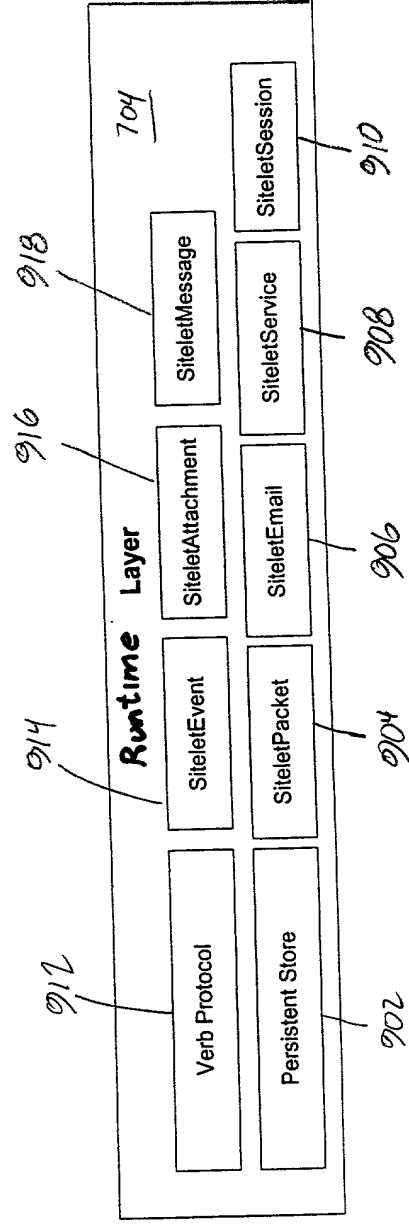 914 916 918
912
Runtime Layer
704
Verb Protocol
SiteletEvent
SiteletAttachment
SiteletMessage
Persistent Store
SiteletPacket
SiteletEmail
SiteletService
SiteletSession
902
904
906
908
910